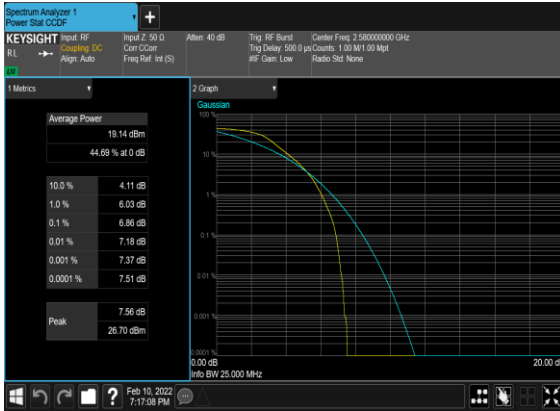 Spectrum Analyzer 1
Power Stat CCDF
+
KEYSIGHT Input: RF Input Z: 50 Ω Atten: 40 dB Trig: RF Burst Center Freq: 2.580000000 GHz
RL Coupling: DC Corr CCorr Trig Delay: 500.0 µs Counts: 1.00 M/1.00 Mpt
Align: Auto Freq Ref: Int (S) #IF Gain: Low Radio Std: None
1 Metrics
2 Graph
Average Power
19.14 dBm
44.69 % at 0 dB
10.0 % 4.11 dB
1.0 % 6.03 dB
0.1 % 6.86 dB
0.01 % 7.18 dB
0.001 % 7.37 dB
0.0001 % 7.51 dB
Peak
7.56 dB
26.70 dBm
Gaussian
100 %
10 %
1 %
0.1 %
0.01 %
0.001 %
0.0001 %
0.00 dB 20.00 d
Info BW 25.000 MHz
? Feb 10, 2022
7:17:08 PM